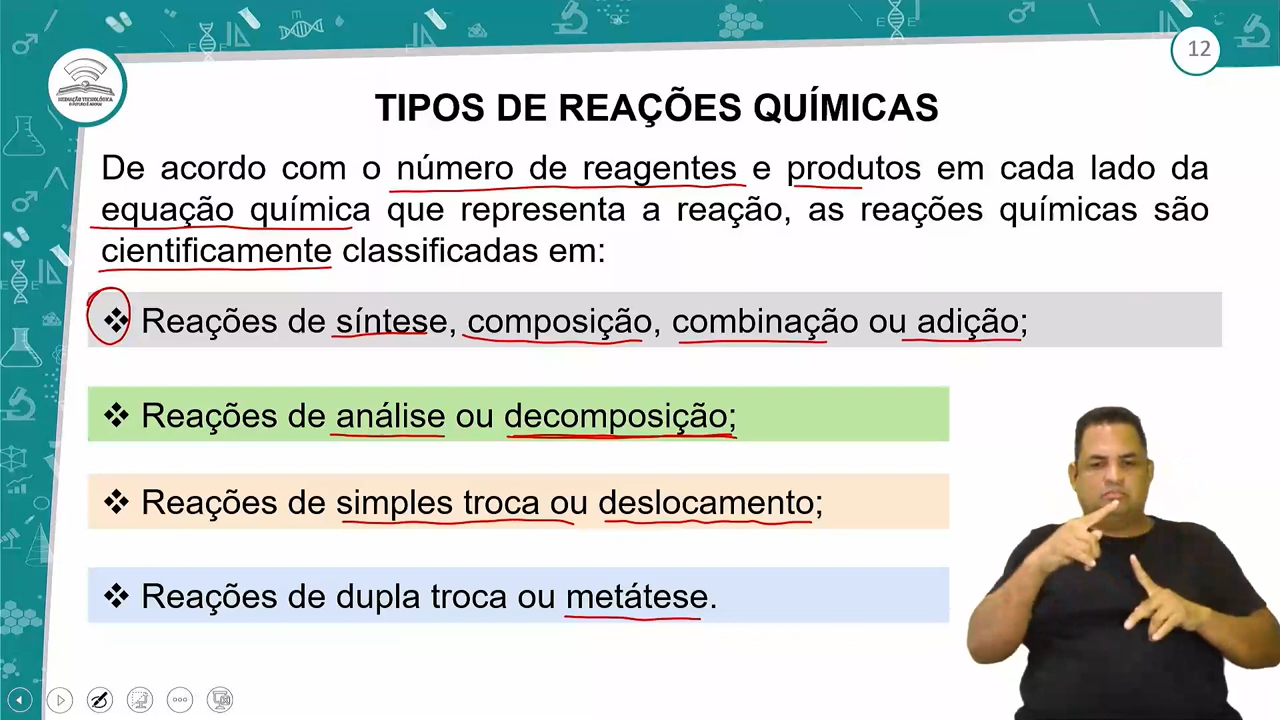 12
MEDIAÇÃO TECNOLÓGICA
TIPOS DE REAÇÕES QUÍMICAS
De acordo com o número de reagentes e produtos em cada lado da
equação química que representa a reação, as reações químicas são
cientificamente classificadas em:
❖ Reações de síntese, composição, combinação ou adição;
❖ Reações de análise ou decomposição;
❖ Reações de simples troca ou deslocamento;
❖ Reações de dupla troca ou metátese.